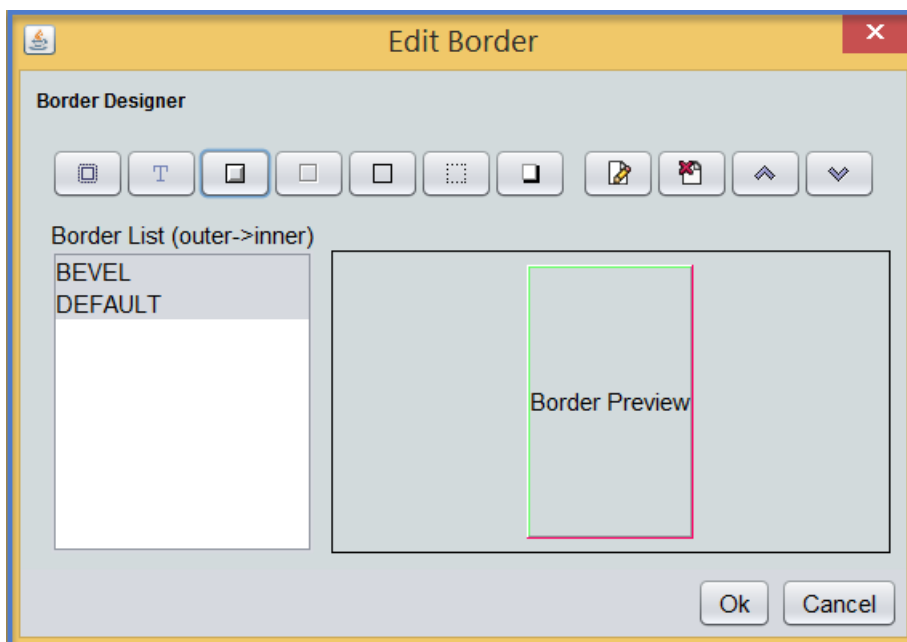 Edit Border
Border Designer
T
Border List (outer->inner)
BEVEL
DEFAULT
Border Preview
Ok
Cancel